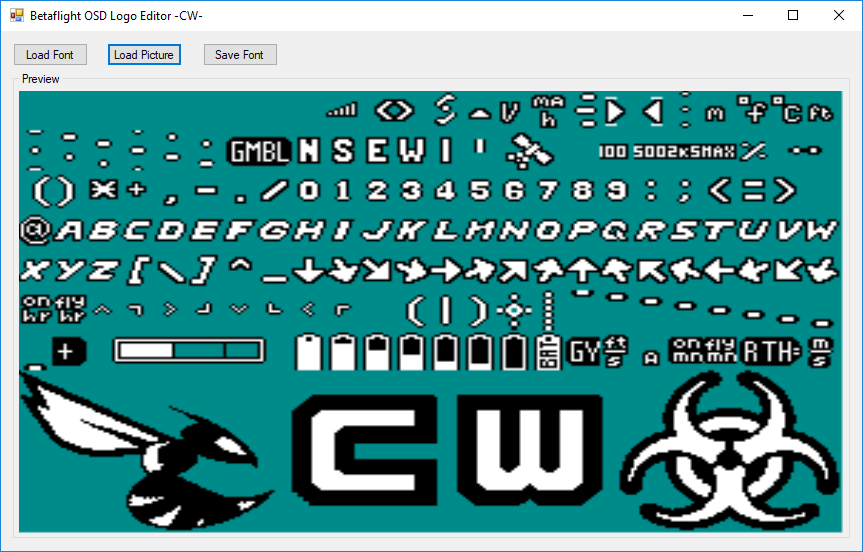 Betaflight OSD Logo Editor -CW-
Load Font Load Picture Save Font
Preview
mA h m °F °C ft
GMBL N S E W I ' 100 500 2K5 MAX %
( ) * + , - . / 0 1 2 3 4 5 6 7 8 9 : ; < = >
@ A B C D E F G H I J K L M N O P Q R S T U V W
X Y Z [ \ ] ^ _
on hr fly hr ( | )
+ BAT GY ft/s A on mn fly mn RTH: m/s
CW